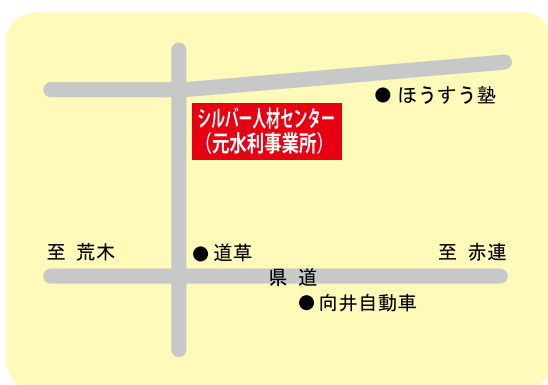 ほうすう塾
シルバー人材センター
（元水利事業所）
至 荒木
道草
至 赤連
県 道
向井自動車